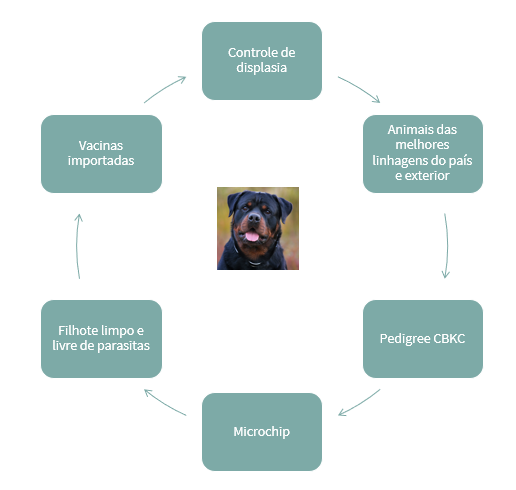 Controle de
displasia
Animais das
melhores
linhagens do país
e exterior
Pedigree CBKC
Microchip
Filhote limpo e
livre de parasitas
Vacinas
importadas